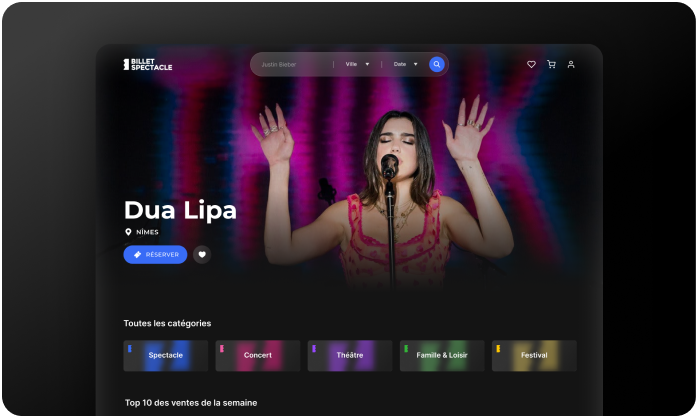 BILLET
SPECTACLE
Justin Bieber
Ville
Date
Dua Lipa
NÎMES
RÉSERVER
Toutes les catégories
Spectacle
Concert
Théâtre
Famille & Loisir
Festival
Top 10 des ventes de la semaine